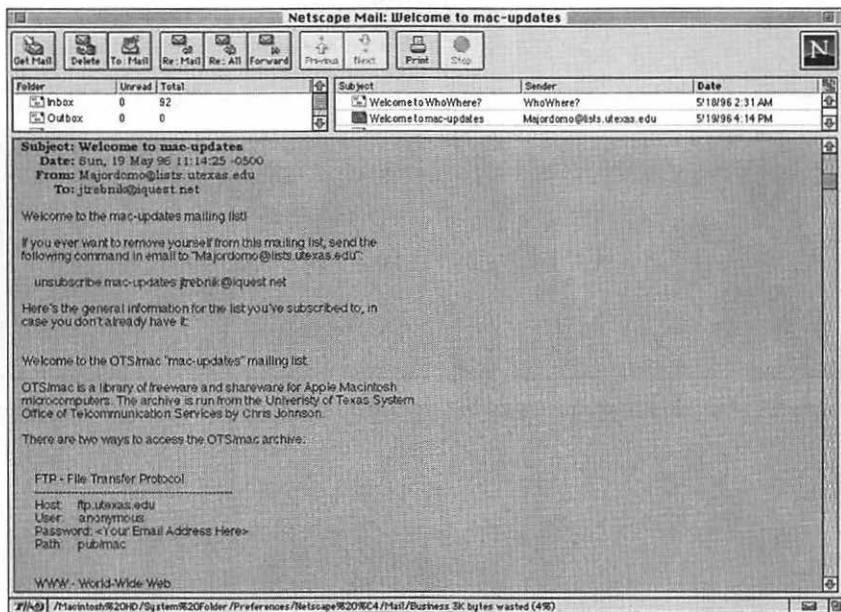 Netscape Mail: Welcome to mac-updates
Get Mail Delete To: Mail Re: Mail Re: All Forward Previous Next Print Stop
N
Folder Unread Total
Inbox 0 92
Outbox 0 0
Subject Sender Date
Welcome to WhoWhere? WhoWhere? 5/18/96 2:31 AM
Welcome to mac-updates Majordomo@lists.utexas.edu 5/19/96 4:14 PM
Subject: Welcome to mac-updates
Date: Sun, 19 May 96 11:14:25 -0500
From: Majordomo@lists.utexas.edu
To: jtrebnik@iquest.net
Welcome to the mac-updates mailing list!
If you ever want to remove yourself from this mailing list, send the
following command in email to "Majordomo@lists.utexas.edu":
unsubscribe mac-updates jtrebnik@iquest.net
Here's the general information for the list you've subscribed to, in
case you don't already have it:
Welcome to the OTS/mac "mac-updates" mailing list.
OTS/mac is a library of freeware and shareware for Apple Macintosh
microcomputers. The archive is run from the Univeristy of Texas System
Office of Telcommunication Services by Chris Johnson.
There are two ways to access the OTS/mac archive:
FTP - File Transfer Protocol
----------------------------------------
Host: ftp.utexas.edu
User: anonymous
Password: <Your Email Address Here>
Path: pub/mac
WWW - World-Wide Web
/Macintosh%20HD/System%20Folder/Preferences/Netscape%20%C4/Mail/Business 3K bytes wasted (4%)